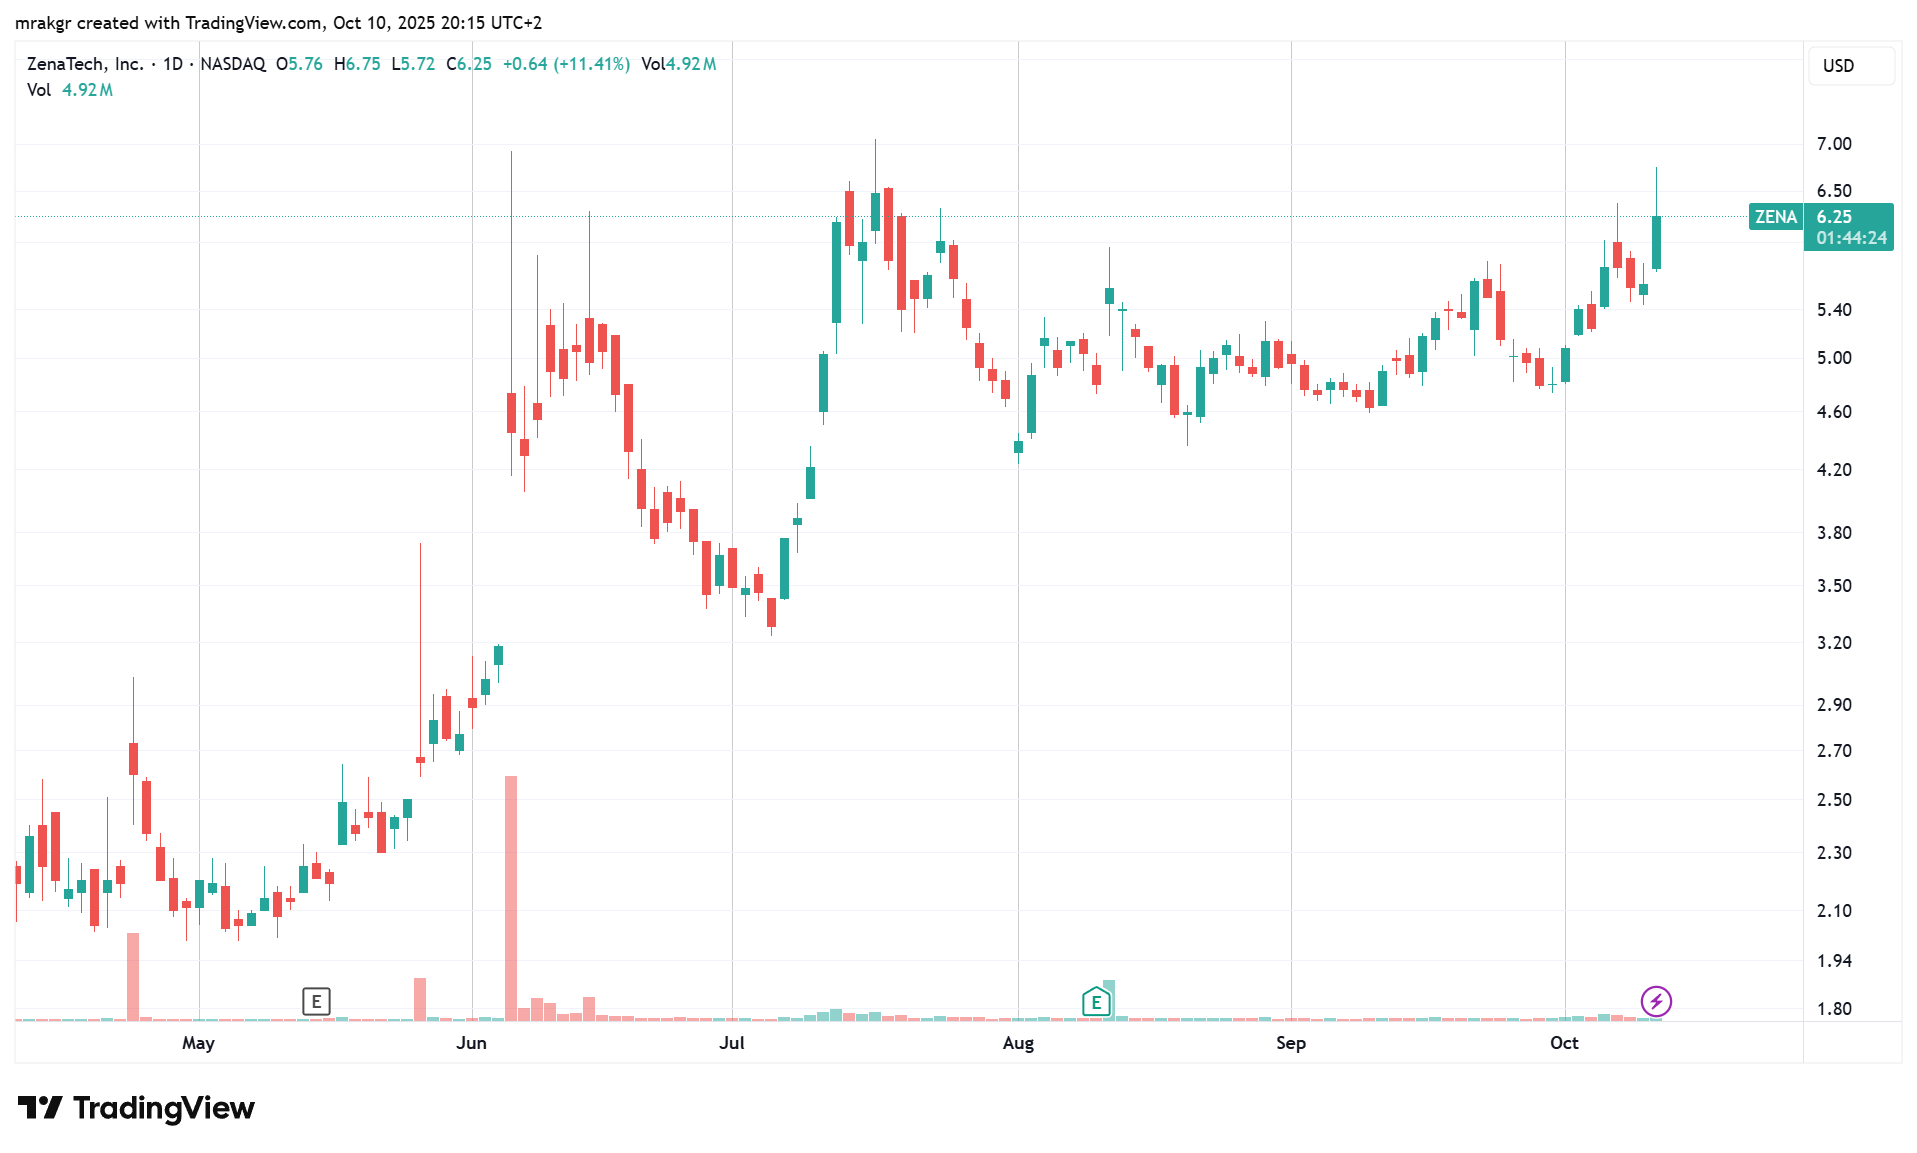 mrakgr created with TradingView.com, Oct 10, 2025 20:15 UTC+2
ZenaTech, Inc. · 1D · NASDAQ O5.76 H6.75 L5.72 C6.25 +0.64 (+11.41%) Vol4.92M
Vol 4.92M
USD
7.00
6.50
ZENA 6.25
01:44:24
5.40
5.00
4.60
4.20
3.80
3.50
3.20
2.90
2.70
2.50
2.30
2.10
1.94
E
E
1.80
May Jun Jul Aug Sep Oct
TradingView